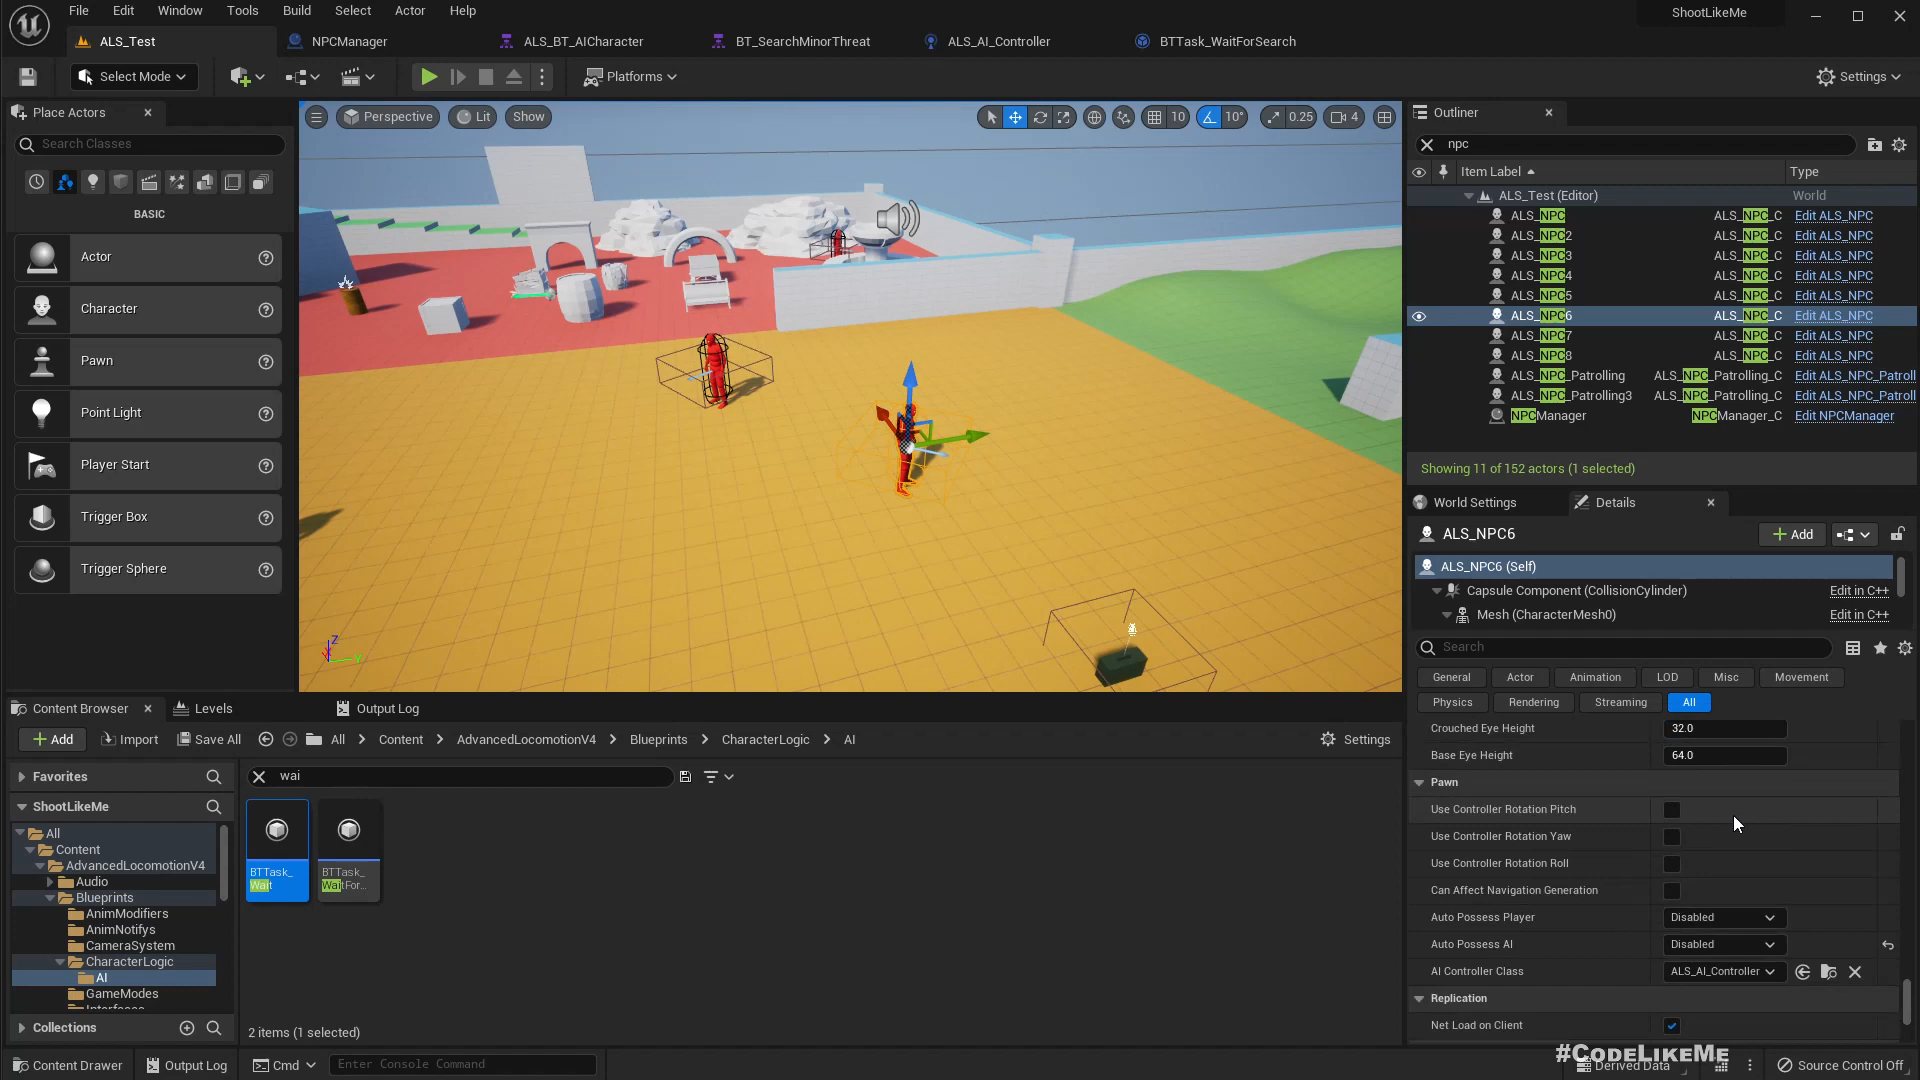 File Edit Window Tools Build Select Actor Help
ShootLikeMe
ALS_Test NPCManager ALS_BT_AICharacter BT_SearchMinorThreat ALS_AI_Controller BTTask_WaitForSearch
Select Mode Platforms Settings
Place Actors
Search Classes
BASIC
Actor
Character
Pawn
Point Light
Player Start
Trigger Box
Trigger Sphere
Perspective Lit Show 10 10° 0.25 4
Z
Y
Outliner
npc
Item Label Type
ALS_Test (Editor) World
ALS_NPC ALS_NPC_C Edit ALS_NPC
ALS_NPC2 ALS_NPC_C Edit ALS_NPC
ALS_NPC3 ALS_NPC_C Edit ALS_NPC
ALS_NPC4 ALS_NPC_C Edit ALS_NPC
ALS_NPC5 ALS_NPC_C Edit ALS_NPC
ALS_NPC6 ALS_NPC_C Edit ALS_NPC
ALS_NPC7 ALS_NPC_C Edit ALS_NPC
ALS_NPC8 ALS_NPC_C Edit ALS_NPC
ALS_NPC_Patrolling ALS_NPC_Patrolling_C Edit ALS_NPC_Patroll
ALS_NPC_Patrolling3 ALS_NPC_Patrolling_C Edit ALS_NPC_Patroll
NPCManager NPCManager_C Edit NPCManager
Showing 11 of 152 actors (1 selected)
World Settings Details
ALS_NPC6 Add
ALS_NPC6 (Self)
Capsule Component (CollisionCylinder) Edit in C++
Mesh (CharacterMesh0) Edit in C++
Search
General Actor Animation LOD Misc Movement
Physics Rendering Streaming All
Crouched Eye Height 32.0
Base Eye Height 64.0
Pawn
Use Controller Rotation Pitch
Use Controller Rotation Yaw
Use Controller Rotation Roll
Can Affect Navigation Generation
Auto Possess Player Disabled
Auto Possess AI Disabled
AI Controller Class ALS_AI_Controller
Replication
Net Load on Client
#CODELIKEME
Derived Data Source Control Off
Content Browser Levels Output Log
Add Import Save All All Content AdvancedLocomotionV4 Blueprints CharacterLogic AI Settings
Favorites
wai
ShootLikeMe
All
Content
AdvancedLocomotionV4
Audio
Blueprints
AnimModifiers
AnimNotifys
CameraSystem
CharacterLogic
AI
GameModes
Collections
BTTask_
Wait
BTTask_
WaitFor...
2 items (1 selected)
Content Drawer Output Log Cmd Enter Console Command